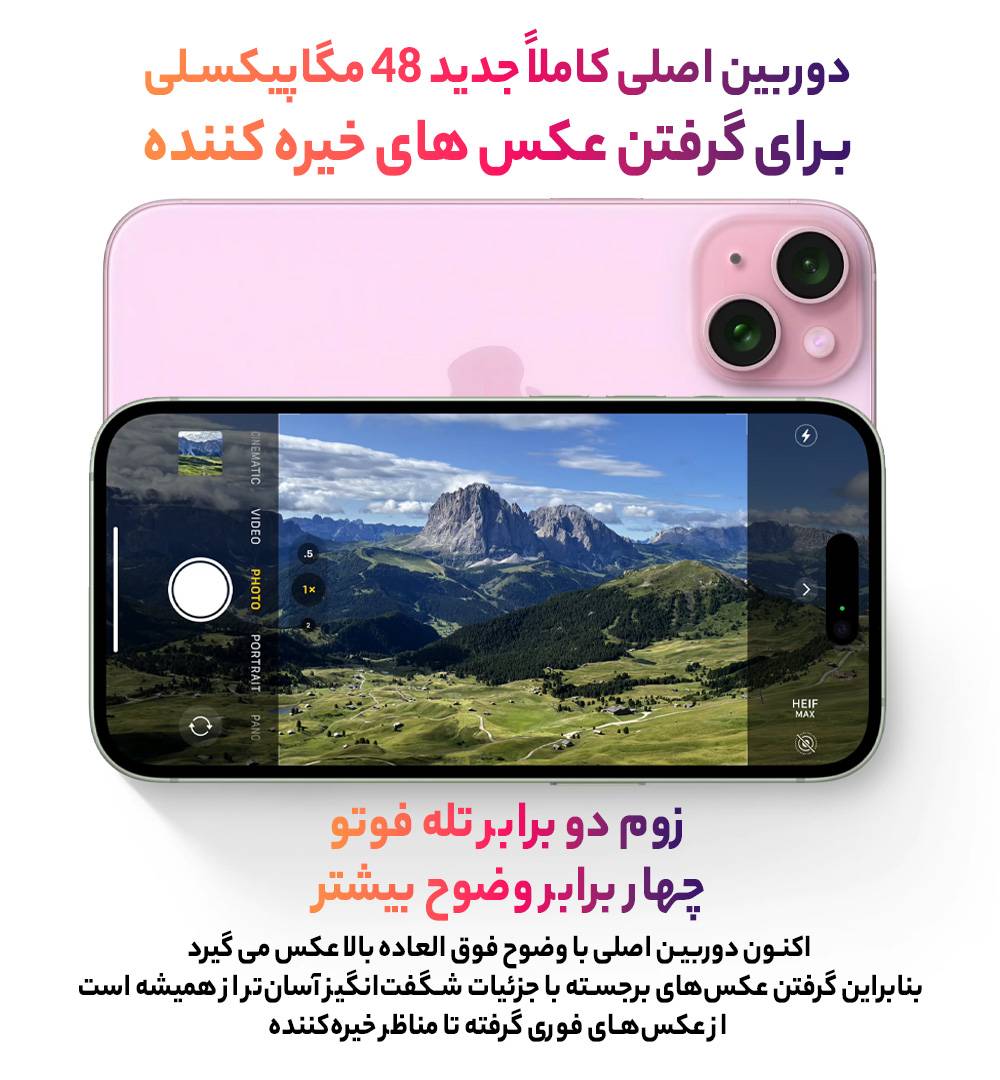 دوربین اصلی کاملاً جدید 48 مگاپیکسلی
برای گرفتن عکس های خیره کننده
CINEMATIC
VIDEO
PHOTO
PORTRAIT
PANO
.5
1×
2
HEIF
MAX
زوم دو برابر تله فوتو
چهار برابر وضوح بیشتر
اکنون دوربین اصلی با وضوح فوق العاده بالا عکس می گیرد
بنابراین گرفتن عکس‌های برجسته با جزئیات شگفت‌انگیز آسان‌تر از همیشه است
از عکس‌های فوری گرفته تا مناظر خیره‌کننده